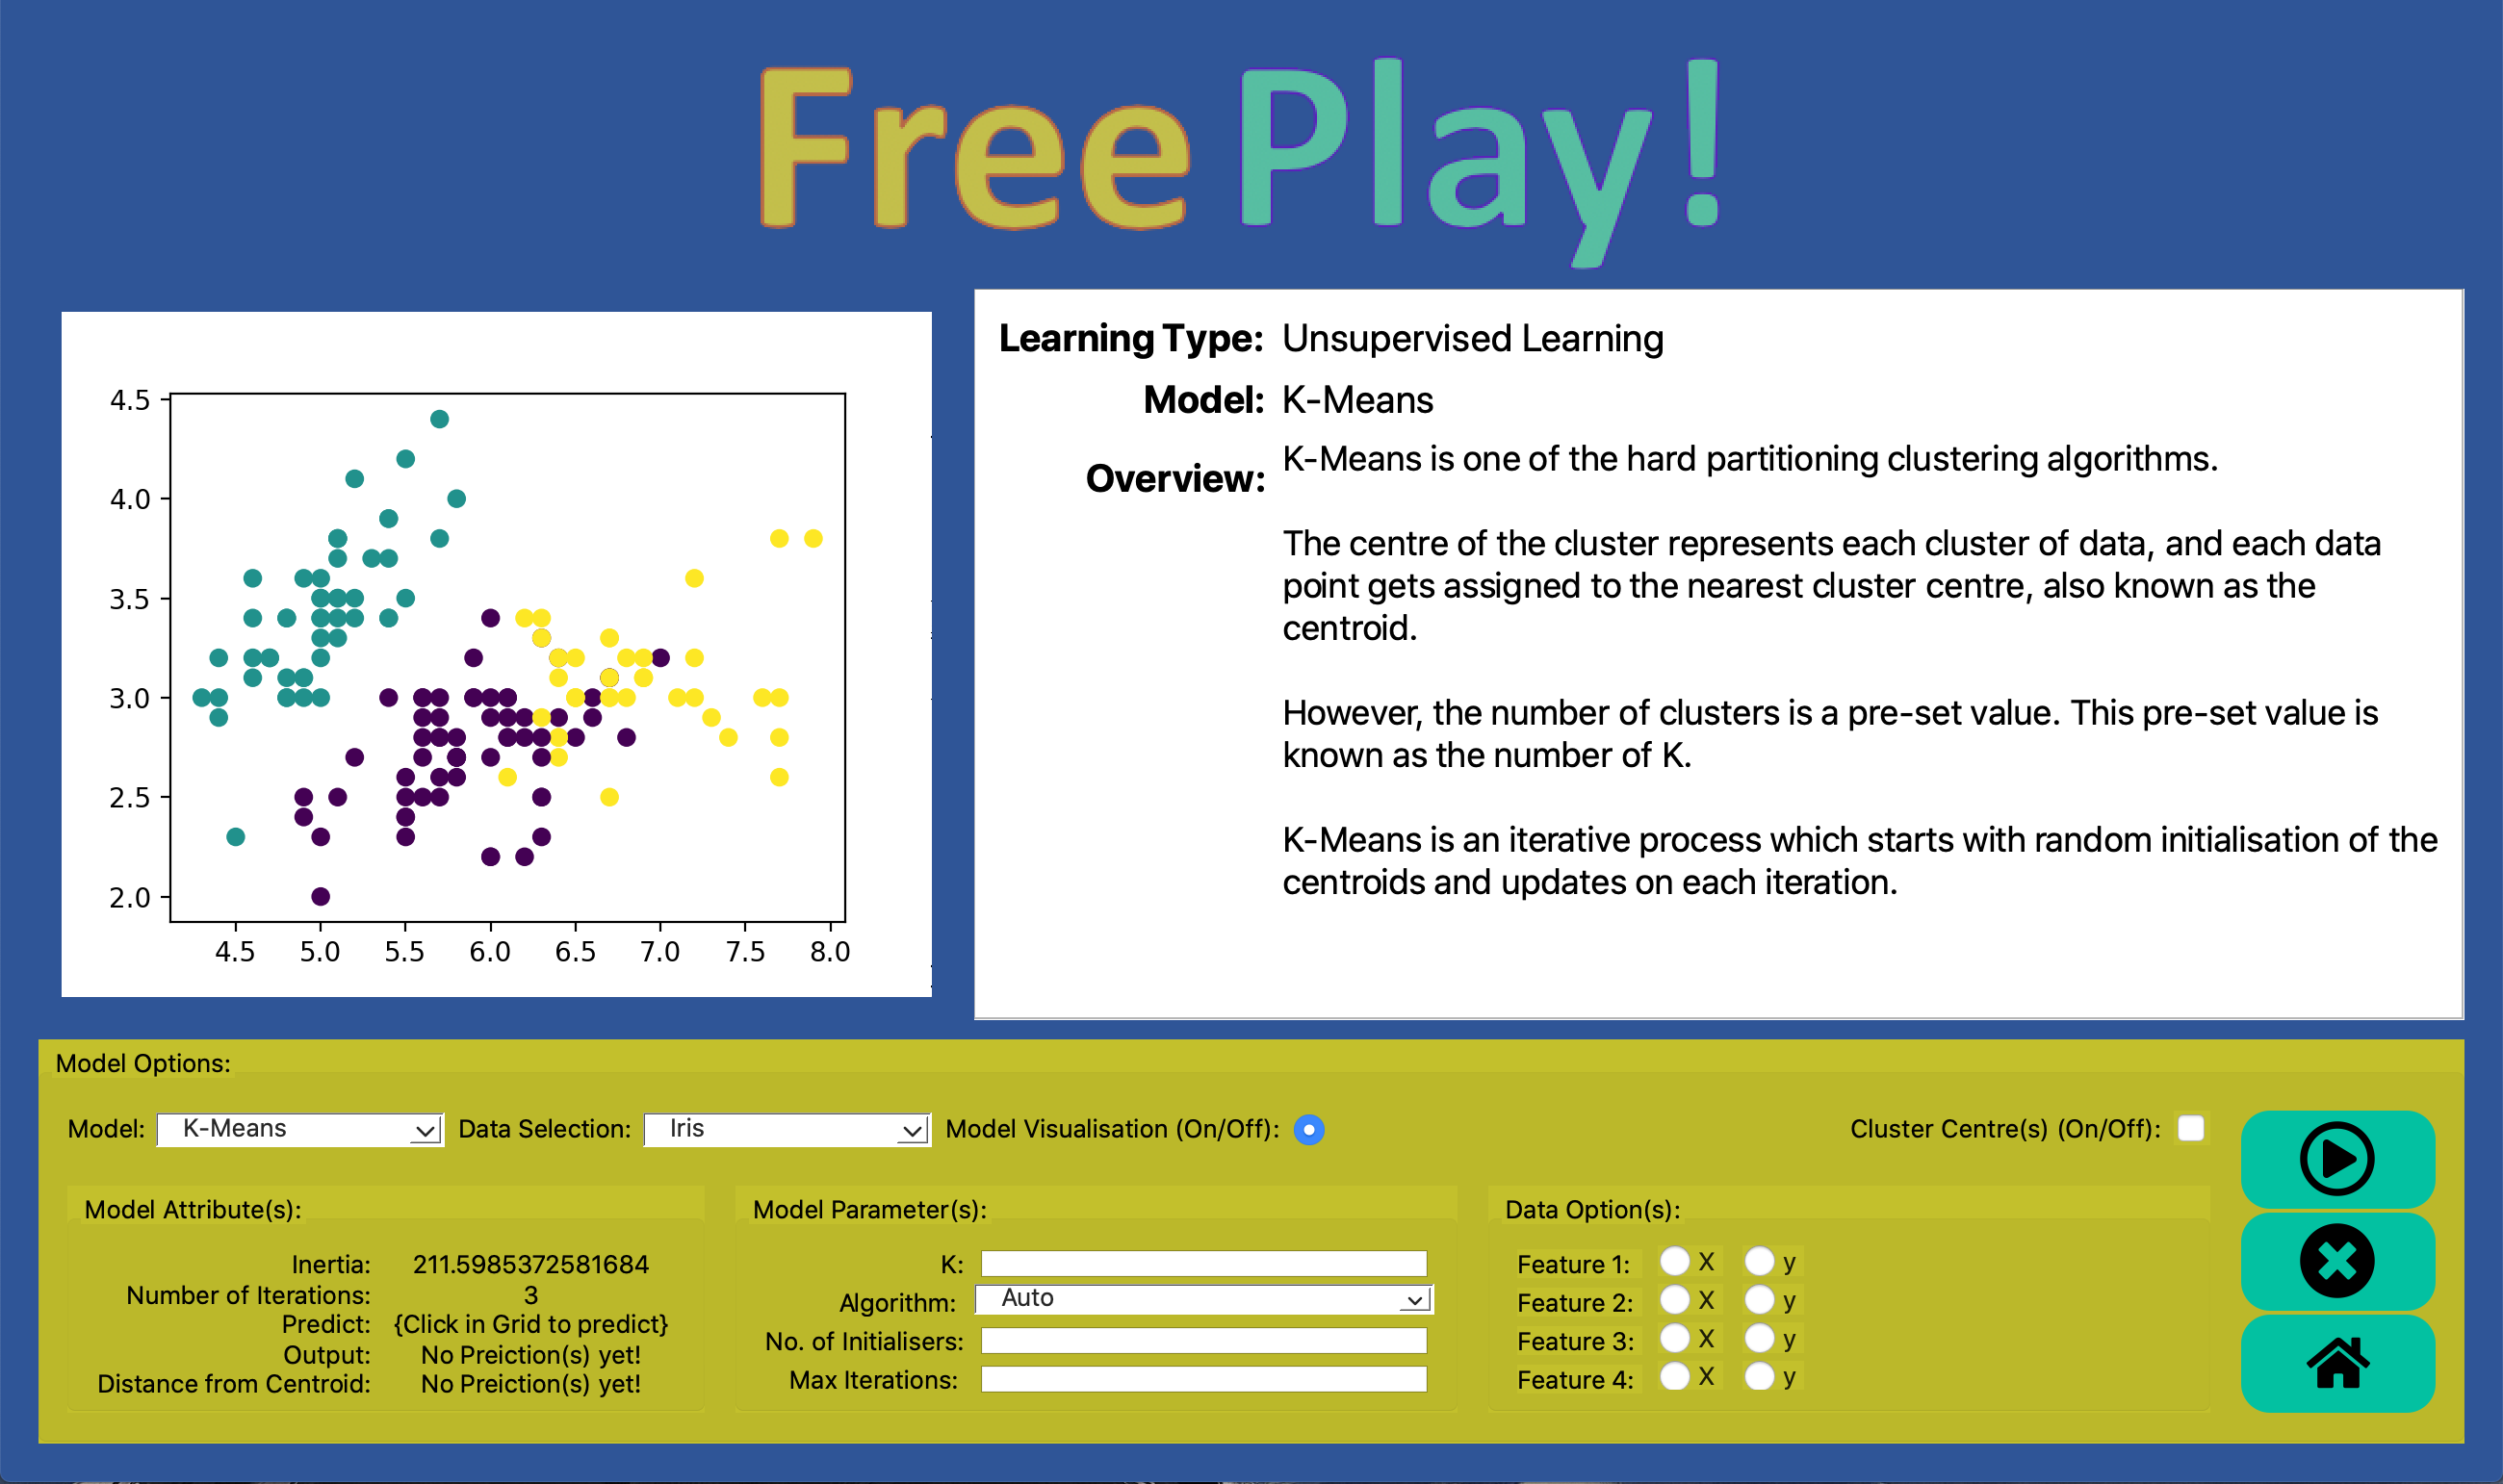 Free Play!
4.5
4.0
3.5
3.0
2.5
2.0
4.5 5.0 5.5 6.0 6.5 7.0 7.5 8.0
Learning Type: Unsupervised Learning
Model: K-Means
Overview: K-Means is one of the hard partitioning clustering algorithms.
The centre of the cluster represents each cluster of data, and each data
point gets assigned to the nearest cluster centre, also known as the
centroid.
However, the number of clusters is a pre-set value. This pre-set value is
known as the number of K.
K-Means is an iterative process which starts with random initialisation of the
centroids and updates on each iteration.
Model Options:
Model: K-Means Data Selection: Iris Model Visualisation (On/Off): Cluster Centre(s) (On/Off):
Model Attribute(s):
Inertia: 211.5985372581684
Number of Iterations: 3
Predict: {Click in Grid to predict}
Output: No Preiction(s) yet!
Distance from Centroid: No Preiction(s) yet!
Model Parameter(s):
K:
Algorithm: Auto
No. of Initialisers:
Max Iterations:
Data Option(s):
Feature 1: X y
Feature 2: X y
Feature 3: X y
Feature 4: X y